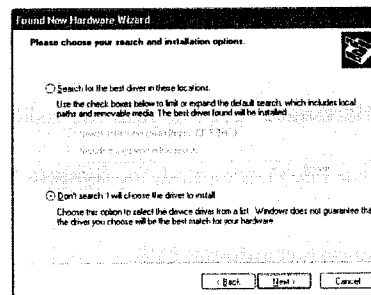 Found New Hardware Wizard
Please choose your search and installation options.
Search for the best driver in these locations.
Use the check boxes below to limit or expand the default search, which includes local
paths and removable media. The best driver found will be installed.
Don't search. I will choose the driver to install.
Choose this option to select the device driver from a list. Windows does not guarantee tha
the driver you choose will be the best match for your hardware.
< Back
Next >
Cancel